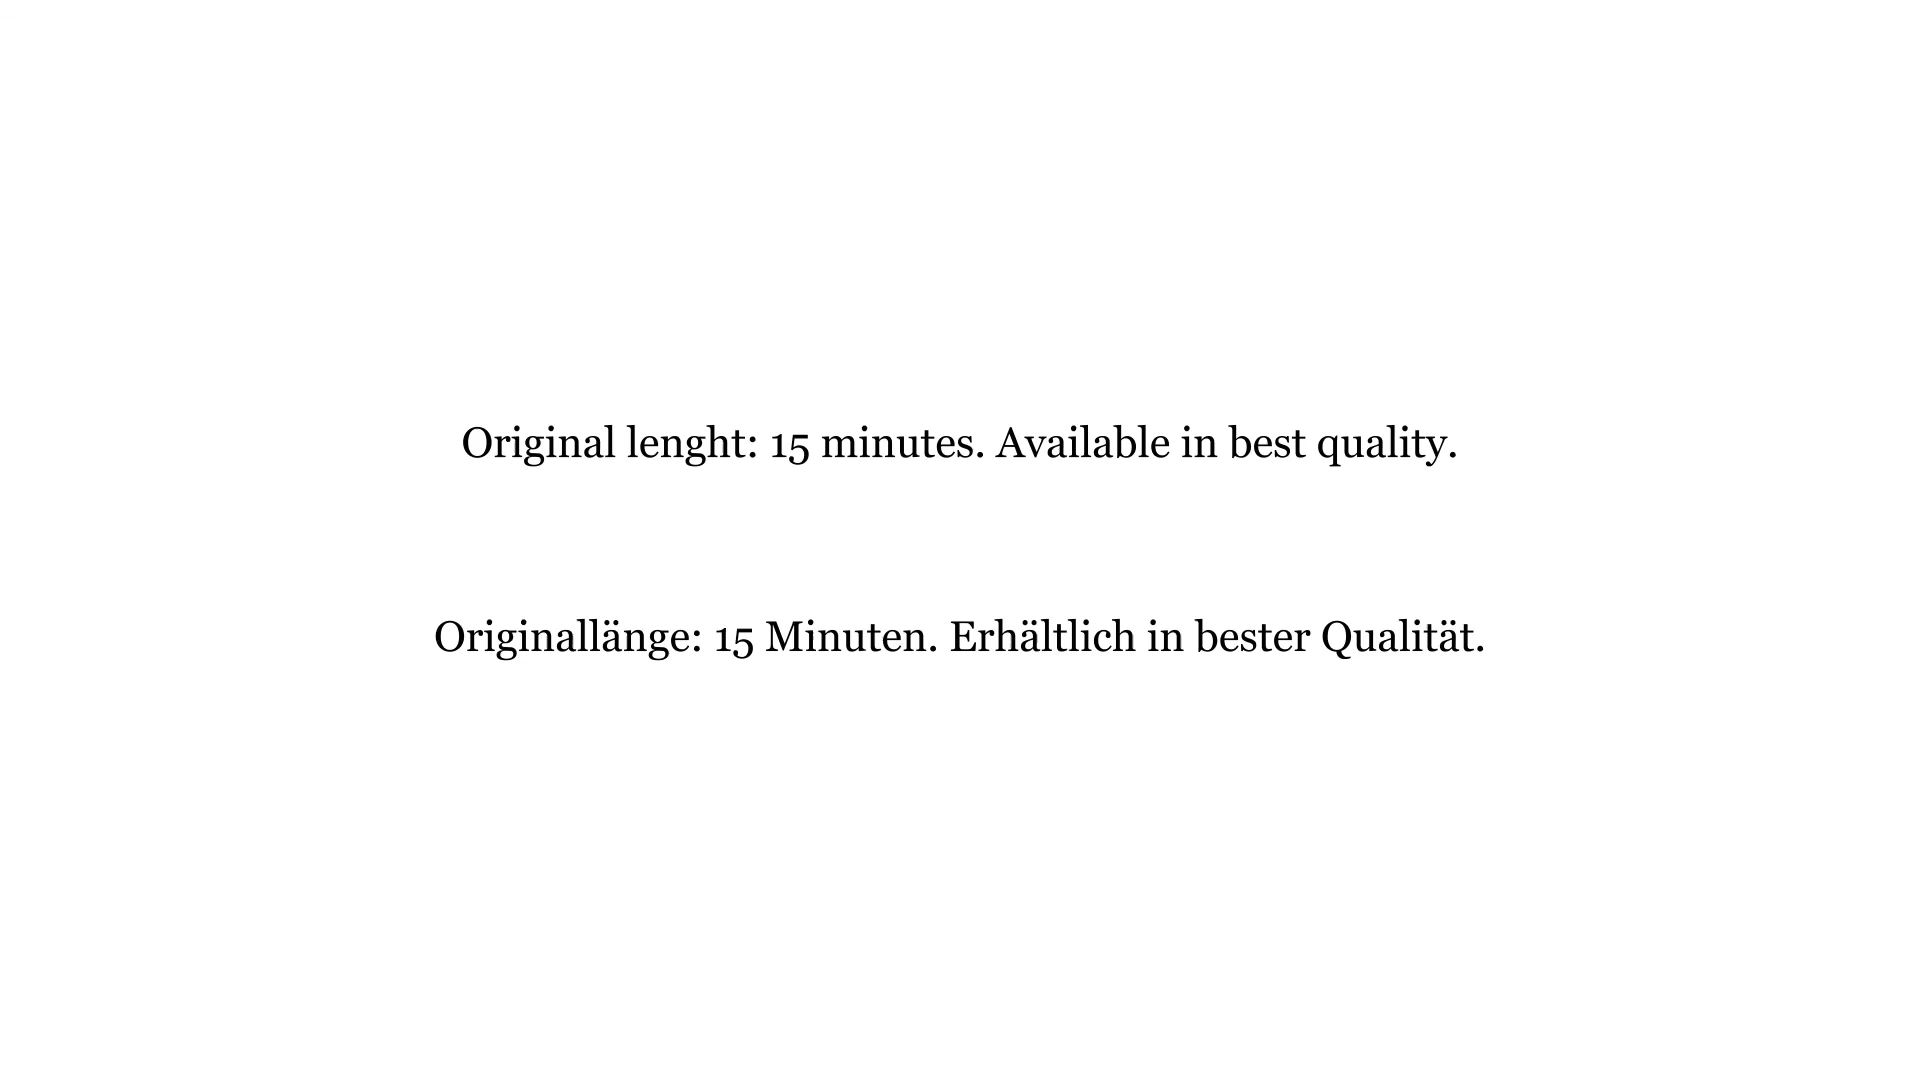 Original lenght: 15 minutes. Available in best quality.
Originallänge: 15 Minuten. Erhältlich in bester Qualität.